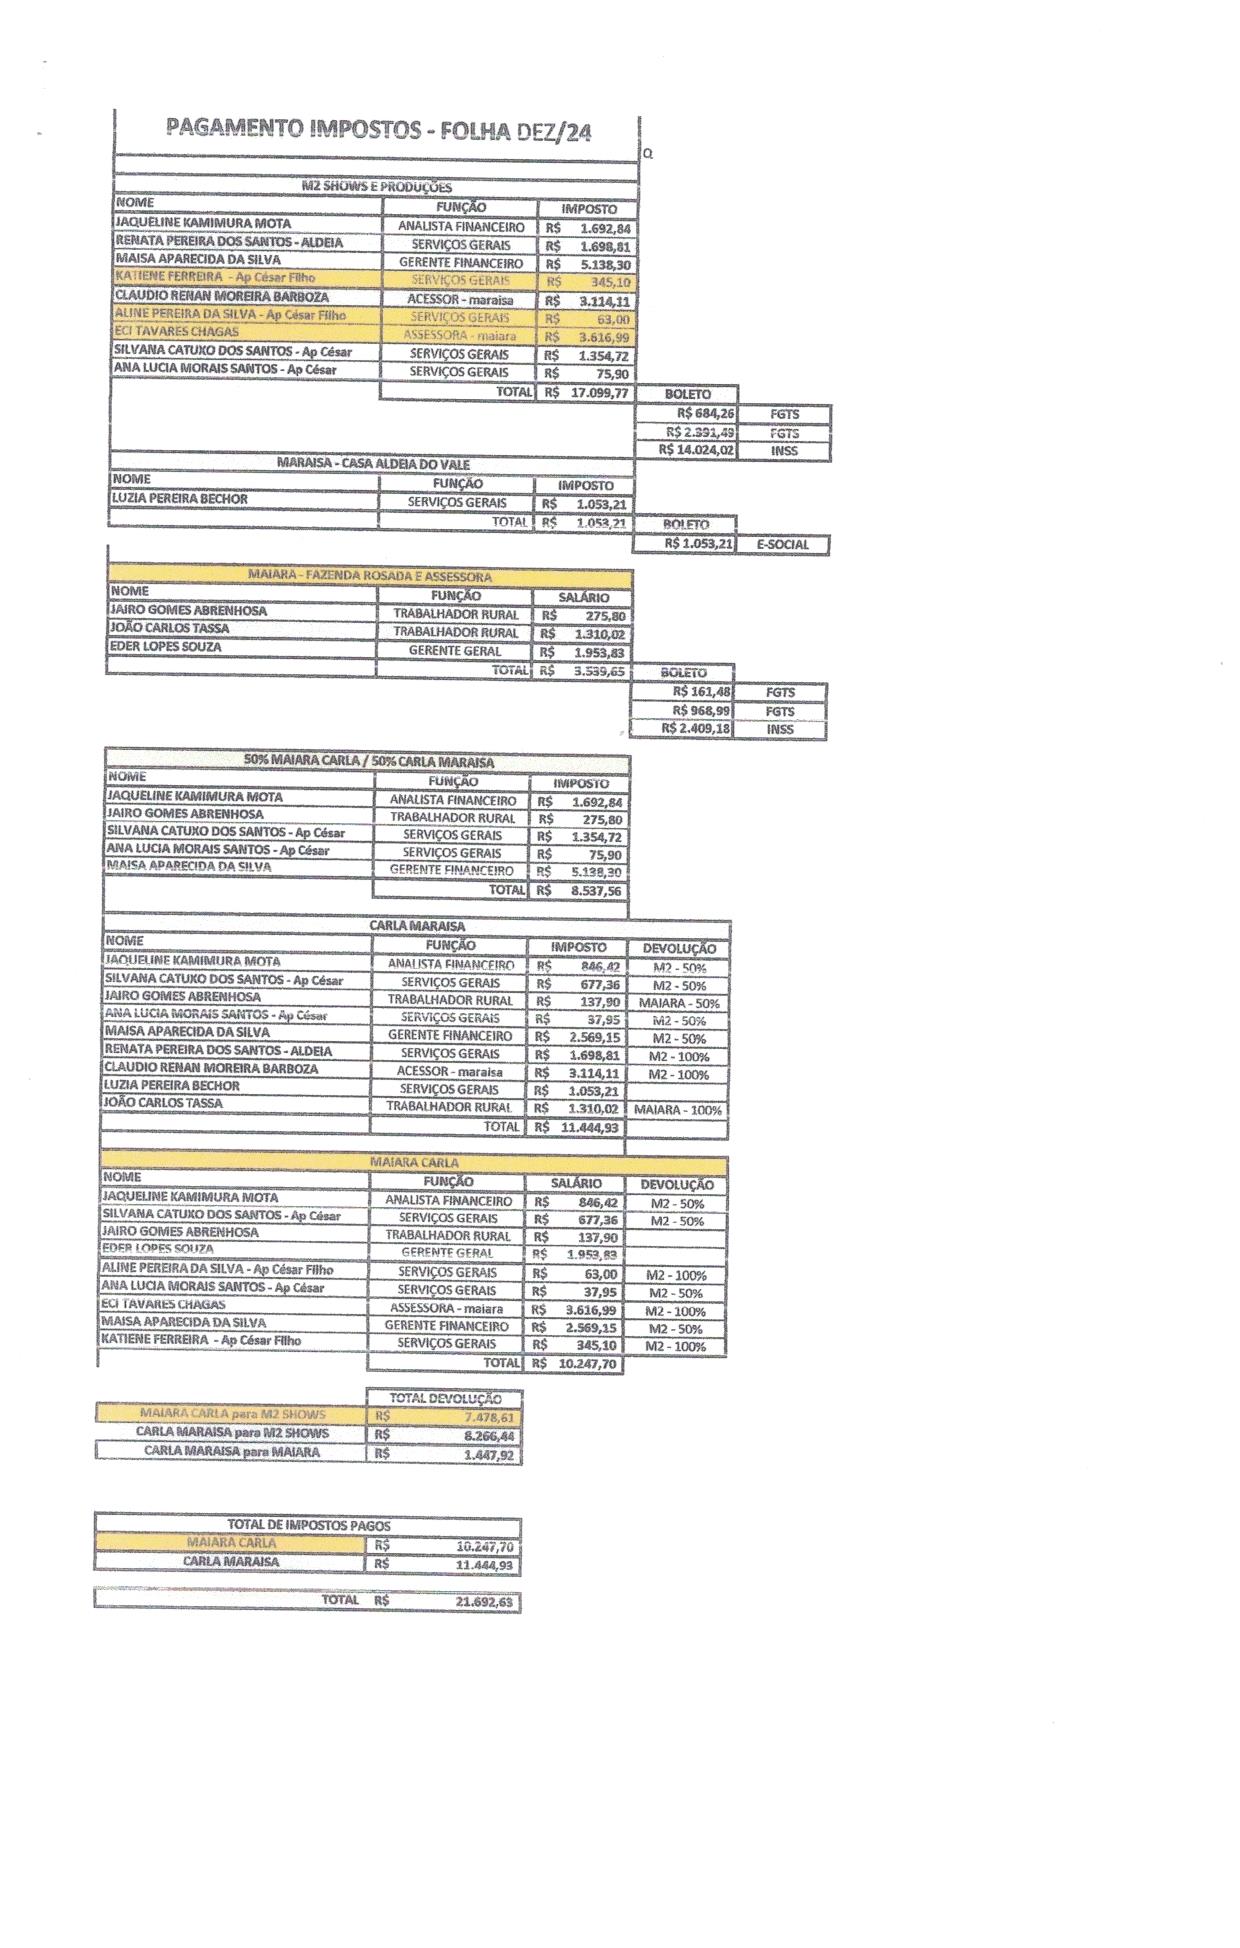 PAGAMENTO IMPOSTOS - FOLHA DEZ/24
Q
M2 SHOWS E PRODUÇÕES
NOME FUNÇÃO IMPOSTO
JAQUELINE KAMIMURA MOTA ANALISTA FINANCEIRO R$ 1.692,84
RENATA PEREIRA DOS SANTOS - ALDEIA SERVIÇOS GERAIS R$ 1.698,81
MAISA APARECIDA DA SILVA GERENTE FINANCEIRO R$ 5.138,30
KATIENE FERREIRA - Ap César Filho SERVIÇOS GERAIS R$ 345,10
CLAUDIO RENAN MOREIRA BARBOZA ACESSOR - maraisa R$ 3.114,11
ALINE PEREIRA DA SILVA - Ap César Filho SERVIÇOS GERAIS R$ 63,00
ECI TAVARES CHAGAS ASSESSORA - maiara R$ 3.616,99
SILVANA CATUXO DOS SANTOS - Ap César SERVIÇOS GERAIS R$ 1.354,72
ANA LUCIA MORAIS SANTOS - Ap César SERVIÇOS GERAIS R$ 75,90
TOTAL R$ 17.099,77 BOLETO
R$ 684,26 FGTS
R$ 2.391,49 FGTS
R$ 14.024,02 INSS
MARAISA - CASA ALDEIA DO VALE
NOME FUNÇÃO IMPOSTO
LUZIA PEREIRA BECHOR SERVIÇOS GERAIS R$ 1.053,21
TOTAL R$ 1.053,21 BOLETO
R$ 1.053,21 E-SOCIAL
MAIARA - FAZENDA ROSADA E ASSESSORA
NOME FUNÇÃO SALÁRIO
JAIRO GOMES ABRENHOSA TRABALHADOR RURAL R$ 275,80
JOÃO CARLOS TASSA TRABALHADOR RURAL R$ 1.310,02
EDER LOPES SOUZA GERENTE GERAL R$ 1.953,83
TOTAL R$ 3.539,65 BOLETO
R$ 161,48 FGTS
R$ 968,99 FGTS
R$ 2.409,18 INSS
50% MAIARA CARLA / 50% CARLA MARAISA
NOME FUNÇÃO IMPOSTO
JAQUELINE KAMIMURA MOTA ANALISTA FINANCEIRO R$ 1.692,84
JAIRO GOMES ABRENHOSA TRABALHADOR RURAL R$ 275,80
SILVANA CATUXO DOS SANTOS - Ap César SERVIÇOS GERAIS R$ 1.354,72
ANA LUCIA MORAIS SANTOS - Ap César SERVIÇOS GERAIS R$ 75,90
MAISA APARECIDA DA SILVA GERENTE FINANCEIRO R$ 5.138,30
TOTAL R$ 8.537,56
CARLA MARAISA
NOME FUNÇÃO IMPOSTO DEVOLUÇÃO
JAQUELINE KAMIMURA MOTA ANALISTA FINANCEIRO R$ 846,42 M2 - 50%
SILVANA CATUXO DOS SANTOS - Ap César SERVIÇOS GERAIS R$ 677,36 M2 - 50%
JAIRO GOMES ABRENHOSA TRABALHADOR RURAL R$ 137,90 MAIARA - 50%
ANA LUCIA MORAIS SANTOS - Ap César SERVIÇOS GERAIS R$ 37,95 M2 - 50%
MAISA APARECIDA DA SILVA GERENTE FINANCEIRO R$ 2.569,15 M2 - 50%
RENATA PEREIRA DOS SANTOS - ALDEIA SERVIÇOS GERAIS R$ 1.698,81 M2 - 100%
CLAUDIO RENAN MOREIRA BARBOZA ACESSOR - maraisa R$ 3.114,11 M2 - 100%
LUZIA PEREIRA BECHOR SERVIÇOS GERAIS R$ 1.053,21
JOÃO CARLOS TASSA TRABALHADOR RURAL R$ 1.310,02 MAIARA - 100%
TOTAL R$ 11.444,93
MAIARA CARLA
NOME FUNÇÃO SALÁRIO DEVOLUÇÃO
JAQUELINE KAMIMURA MOTA ANALISTA FINANCEIRO R$ 846,42 M2 - 50%
SILVANA CATUXO DOS SANTOS - Ap César SERVIÇOS GERAIS R$ 677,36 M2 - 50%
JAIRO GOMES ABRENHOSA TRABALHADOR RURAL R$ 137,90
EDER LOPES SOUZA GERENTE GERAL R$ 1.953,83
ALINE PEREIRA DA SILVA - Ap César Filho SERVIÇOS GERAIS R$ 63,00 M2 - 100%
ANA LUCIA MORAIS SANTOS - Ap César SERVIÇOS GERAIS R$ 37,95 M2 - 50%
ECI TAVARES CHAGAS ASSESSORA - maiara R$ 3.616,99 M2 - 100%
MAISA APARECIDA DA SILVA GERENTE FINANCEIRO R$ 2.569,15 M2 - 50%
KATIENE FERREIRA - Ap César Filho SERVIÇOS GERAIS R$ 345,10 M2 - 100%
TOTAL R$ 10.247,70
TOTAL DEVOLUÇÃO
MAIARA CARLA para M2 SHOWS R$ 7.478,61
CARLA MARAISA para M2 SHOWS R$ 8.266,44
CARLA MARAISA para MAIARA R$ 1.447,92
TOTAL DE IMPOSTOS PAGOS
MAIARA CARLA R$ 10.247,70
CARLA MARAISA R$ 11.444,93
TOTAL R$ 21.692,63